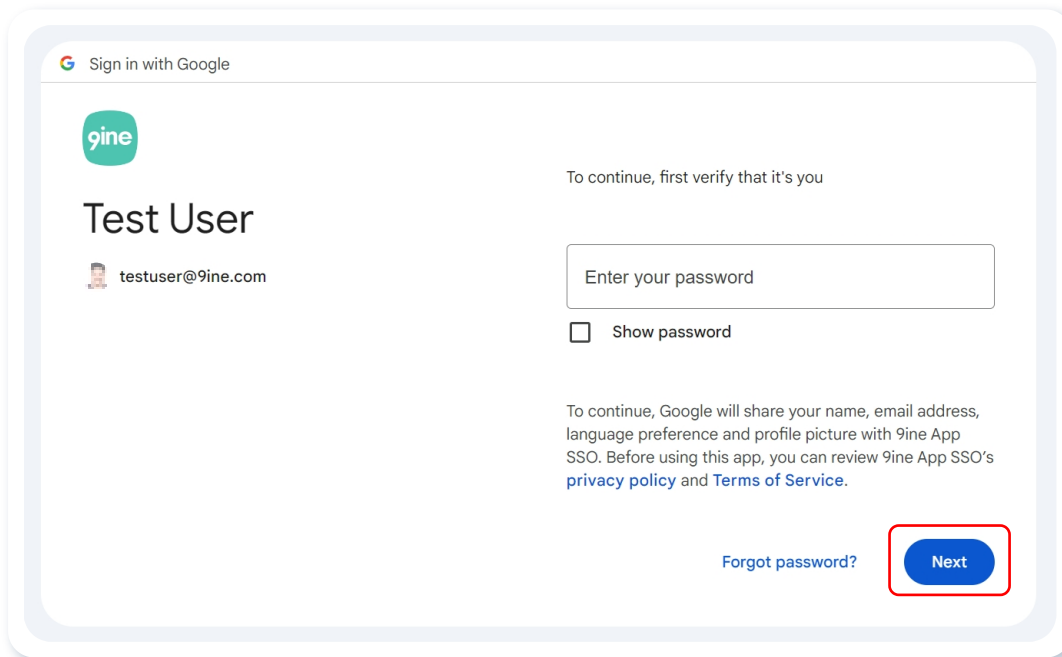 Sign in with Google
9ine
Test User
testuser@9ine.com
To continue, first verify that it's you
Enter your password
Show password
To continue, Google will share your name, email address,
language preference and profile picture with 9ine App
SSO. Before using this app, you can review 9ine App SSO’s
privacy policy and Terms of Service.
Forgot password?
Next